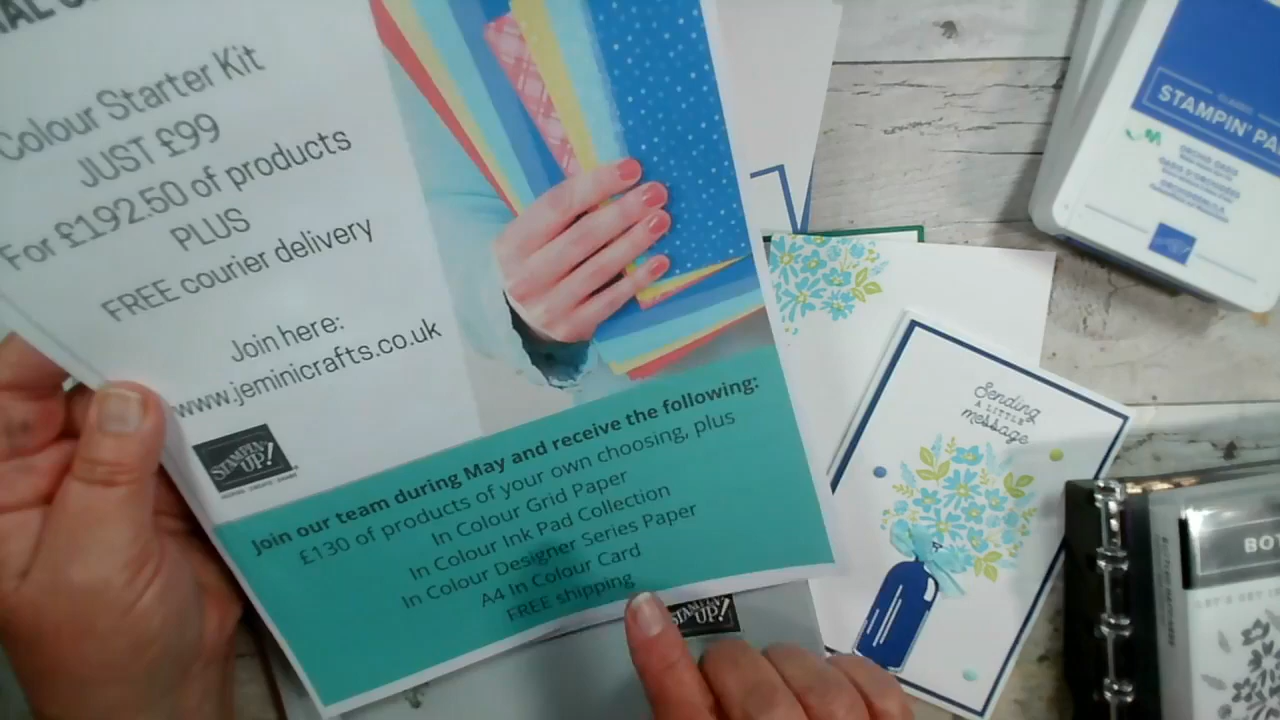 Colour Starter Kit
JUST £99
For £192.50 of products
PLUS
FREE courier delivery
Join here:
www.jeminicrafts.co.uk
STAMPIN' UP!
Join our team during May and receive the following:
£130 of products of your own choosing, plus
In Colour Grid Paper
In Colour Ink Pad Collection
In Colour Designer Series Paper
A4 In Colour Card
FREE shipping
STAMPIN' UP!
Sending
A LITTLE
message
STAMPIN' PA
ORCHID OASIS
BOT